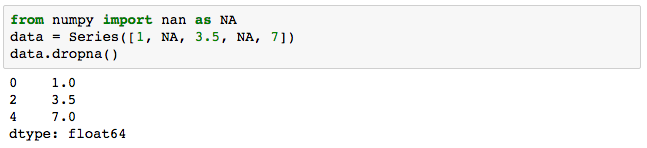 from numpy import nan as NA
data = Series([1, NA, 3.5, NA, 7])
data.dropna()
0    1.0
2    3.5
4    7.0
dtype: float64